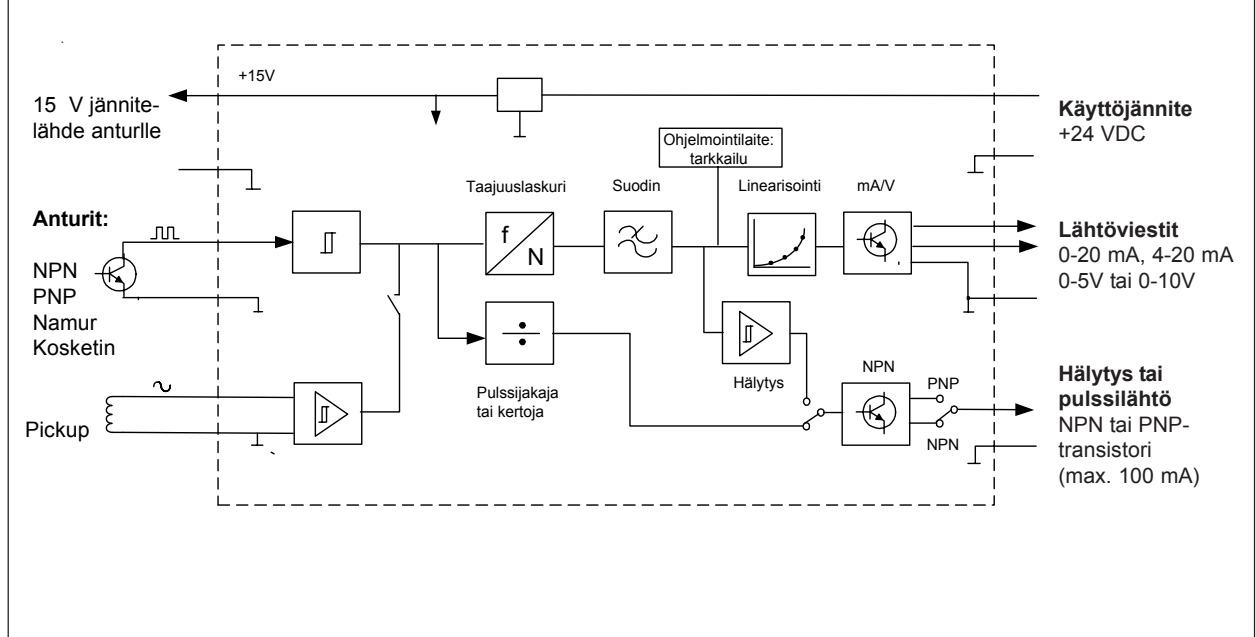 +15V
15 V jännite-
lähde anturlle
Käyttöjännite
+24 VDC
Ohjelmointilaite:
tarkkailu
Taajuuslaskuri
Suodin
Linearisointi
mA/V
Anturit:
NPN
PNP
Namur
Kosketin
f
N
Lähtöviestit
0-20 mA, 4-20 mA
0-5V tai 0-10V
Pulssijakaja
tai kertoja
Hälytys
NPN
PNP
NPN
Hälytys tai
pulssilähtö
NPN tai PNP-
transistori
(max. 100 mA)
Pickup